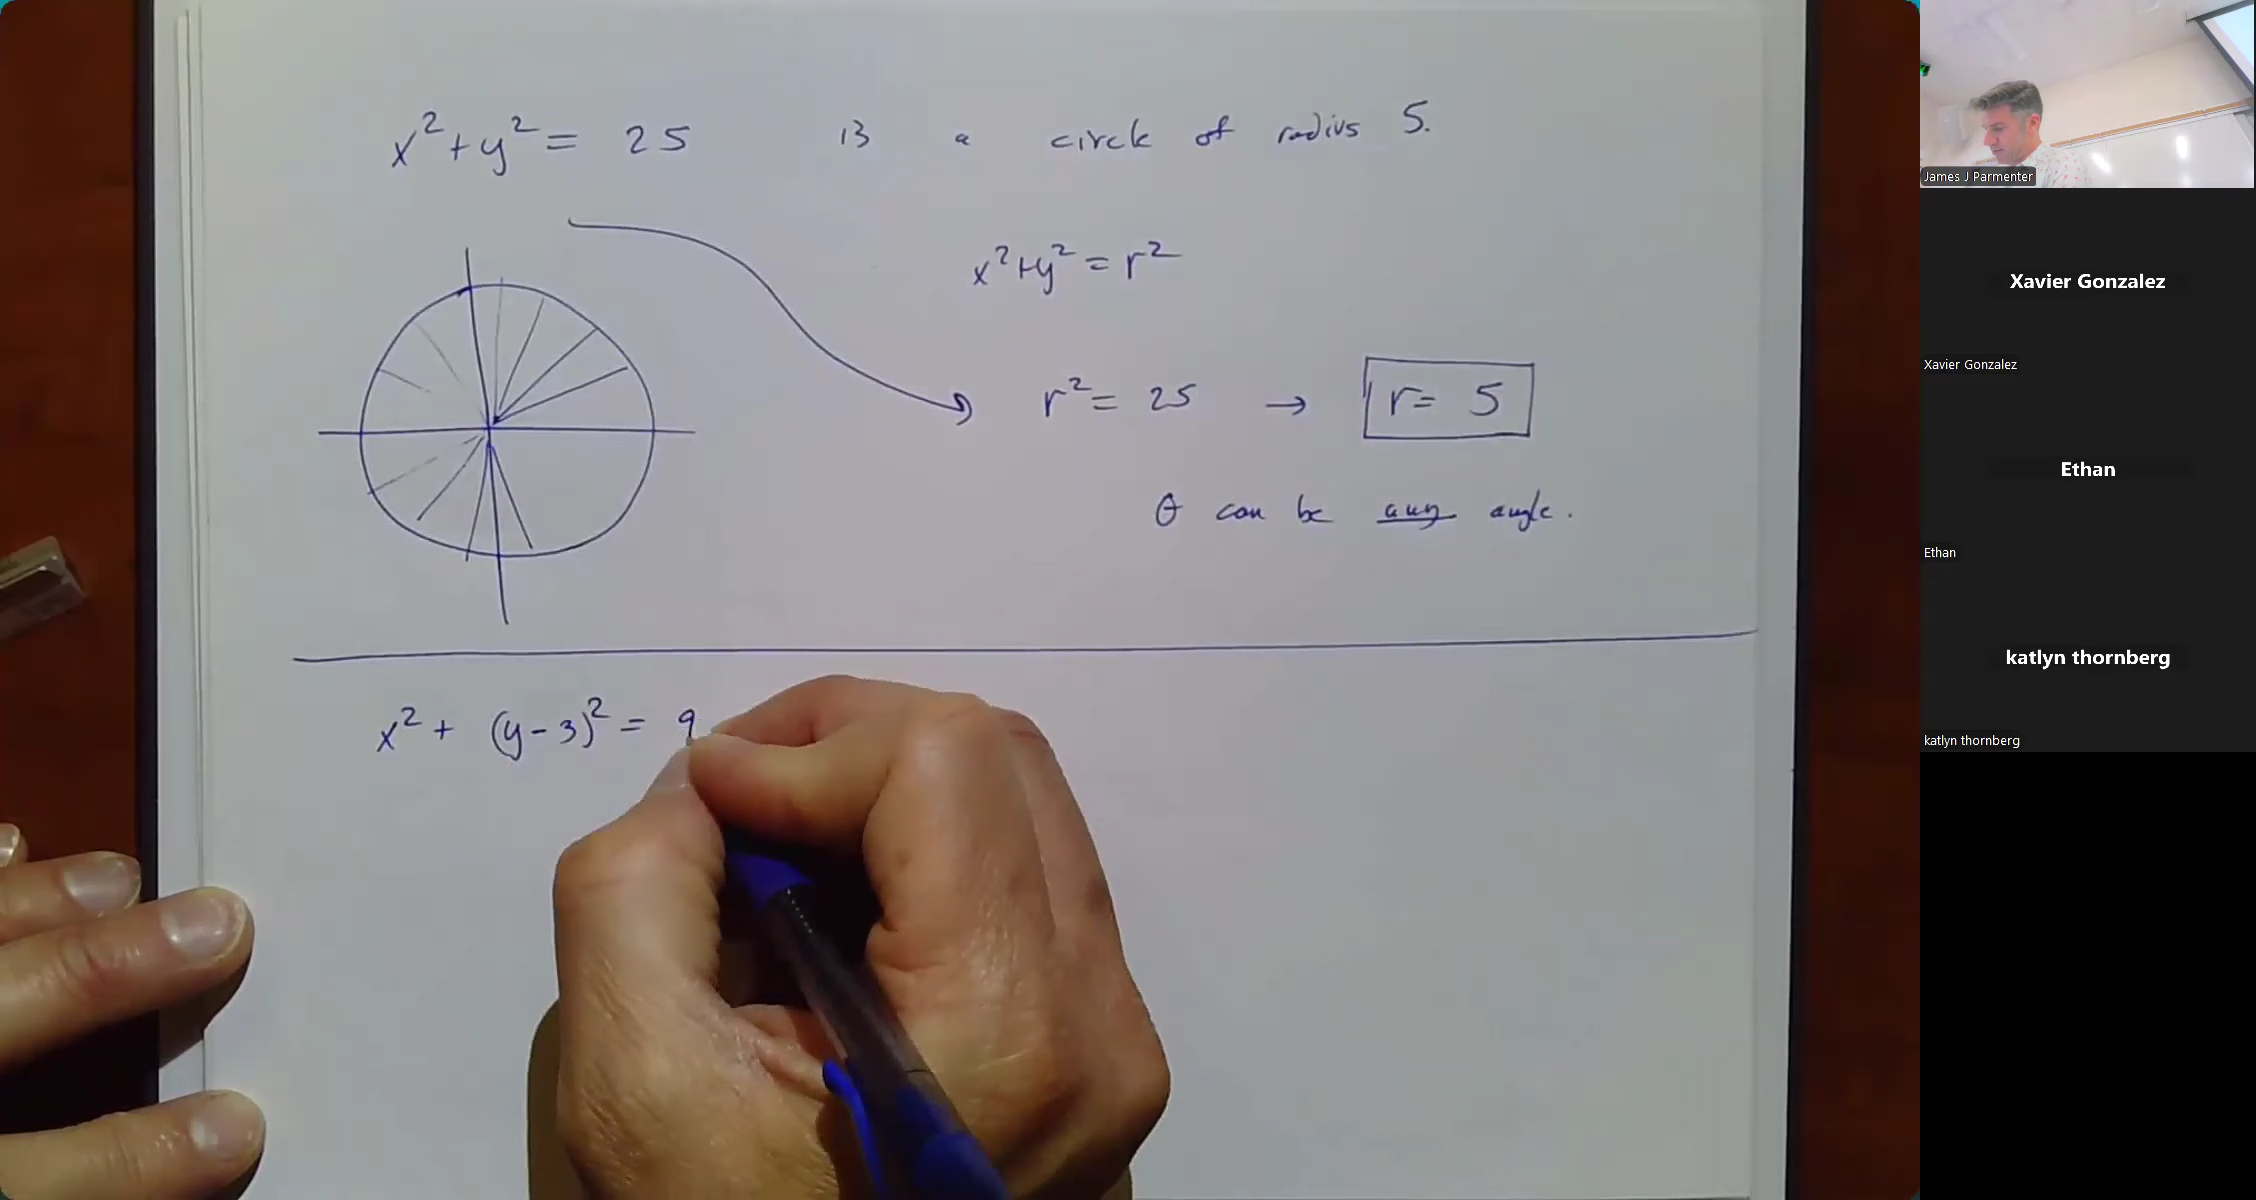 x² + y² = 25 is a circle of radius 5.
x² + y² = r²
r² = 25 → r = 5
θ can be any angle.
x² + (y - 3)² = 9
James J Parmenter
Xavier Gonzalez
Xavier Gonzalez
Ethan
Ethan
katlyn thornberg
katlyn thornberg